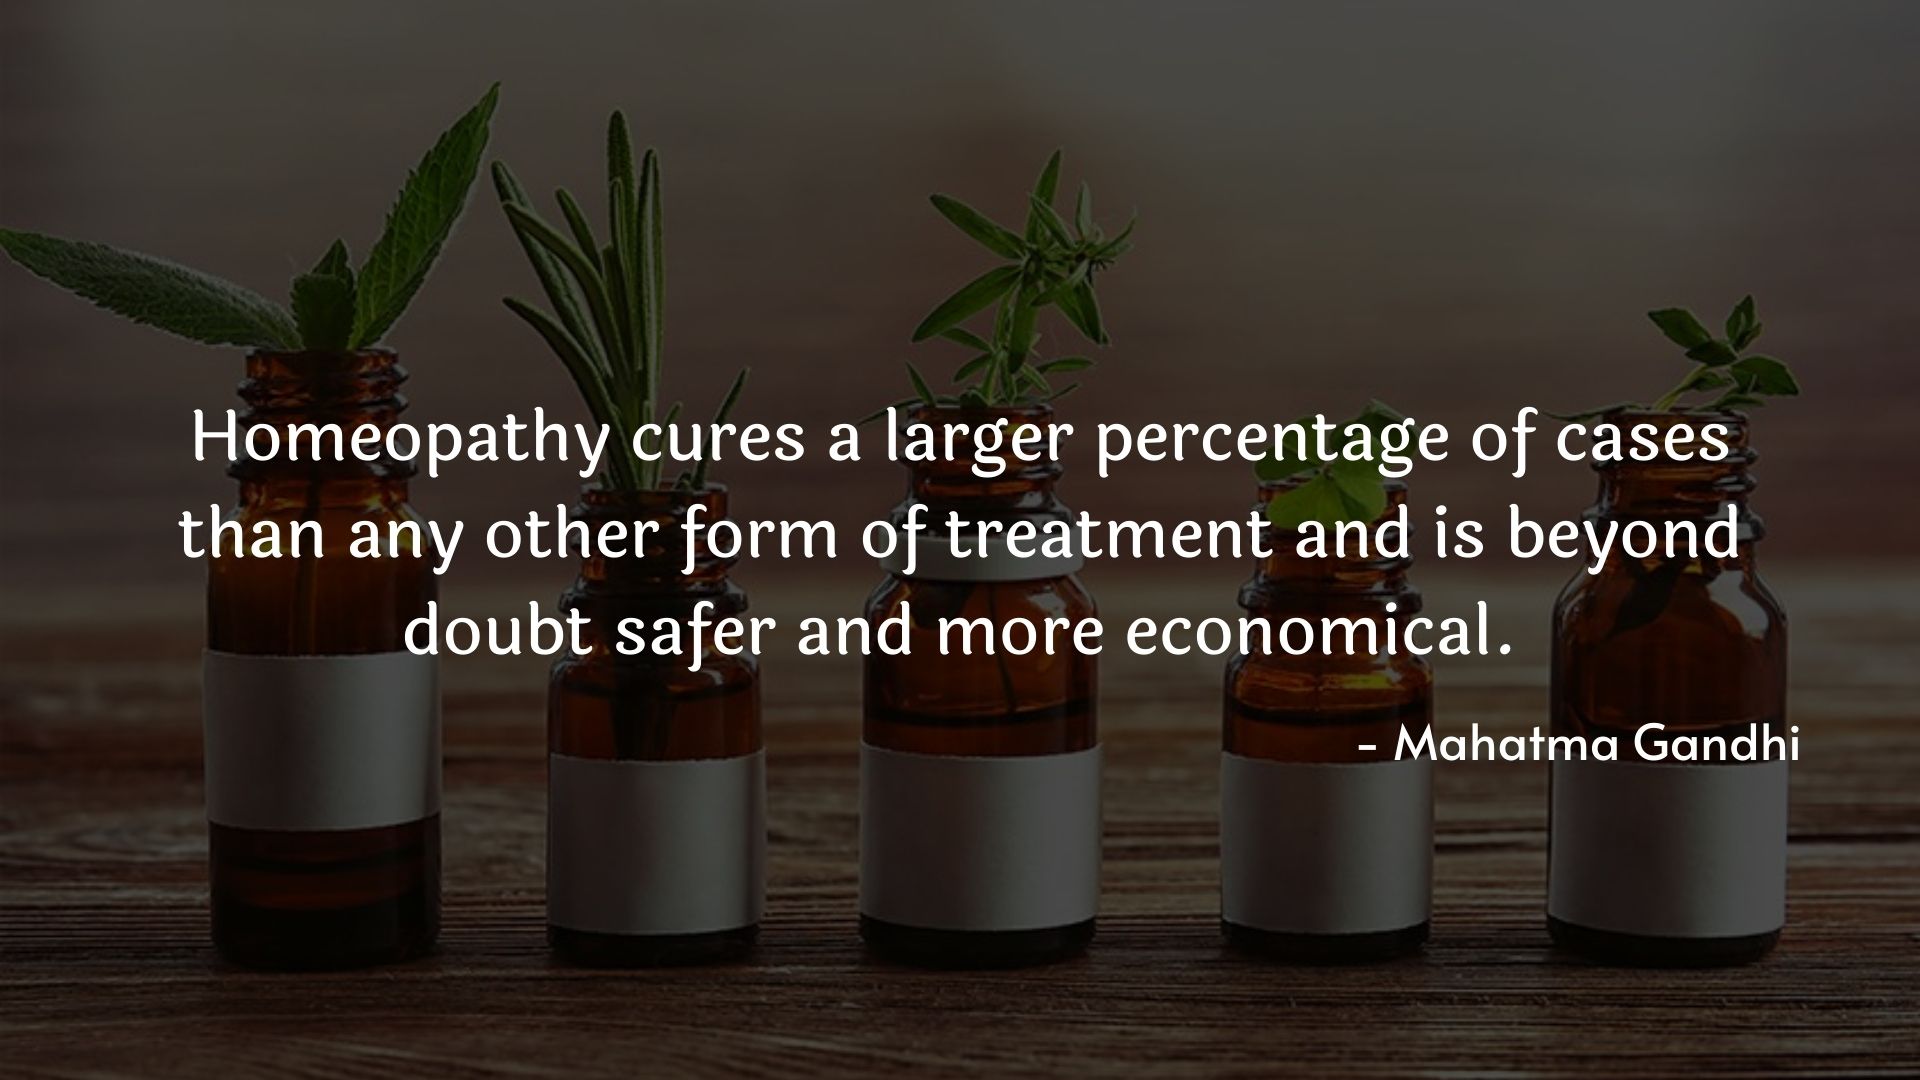 Homeopathy cures a larger percentage of cases
than any other form of treatment and is beyond
doubt safer and more economical.
- Mahatma Gandhi